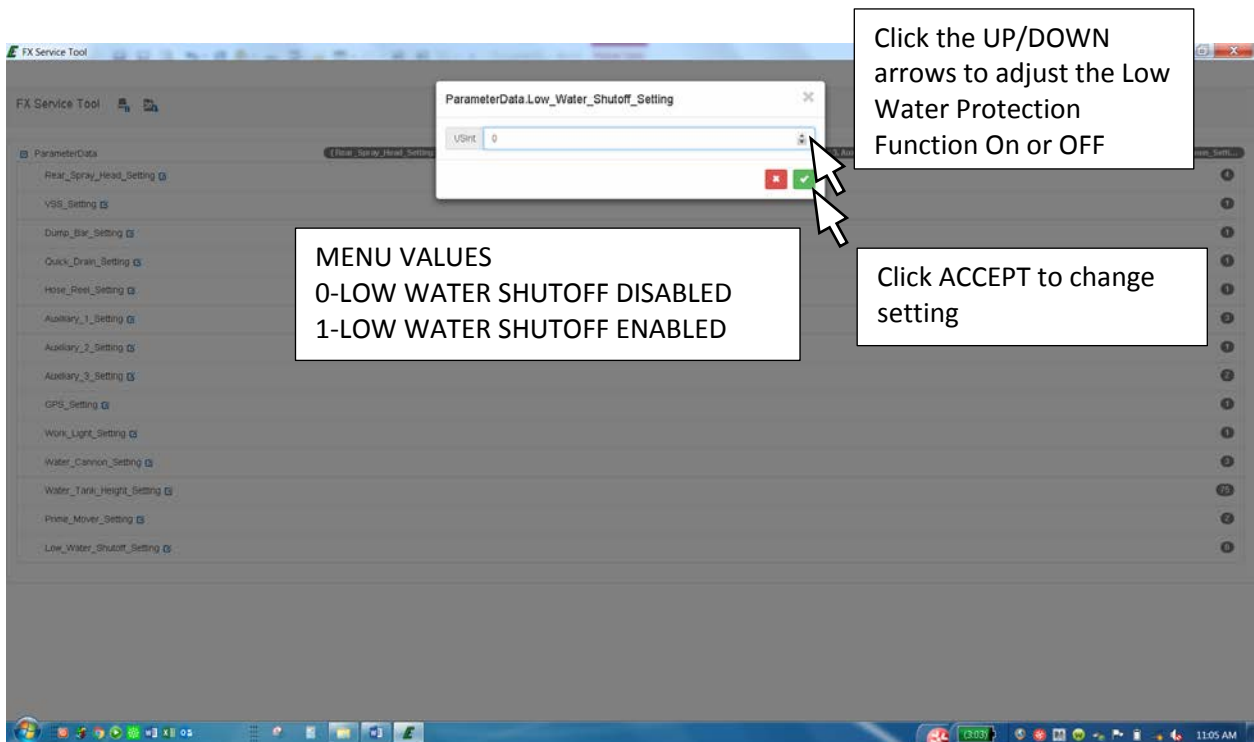 Click the UP/DOWN
arrows to adjust the Low
Water Protection
Function On or OFF
FX Service Tool
FX Service Tool
ParameterData.Low_Water_Shutoff_Setting
USint 0
ParameterData
Rear_Spray_Head_Setting 4
VSS_Setting
Dump_Bar_Setting
Quick_Drain_Setting
Hose_Reel_Setting
Auxiliary_1_Setting
Auxiliary_2_Setting
Auxiliary_3_Setting
GPS_Setting
Work_Light_Setting
Water_Cannon_Setting
Water_Tank_Height_Setting
Prime_Mover_Setting
Low_Water_Shutoff_Setting
MENU VALUES
0-LOW WATER SHUTOFF DISABLED
1-LOW WATER SHUTOFF ENABLED
Click ACCEPT to change
setting
(3:03)
11:05 AM